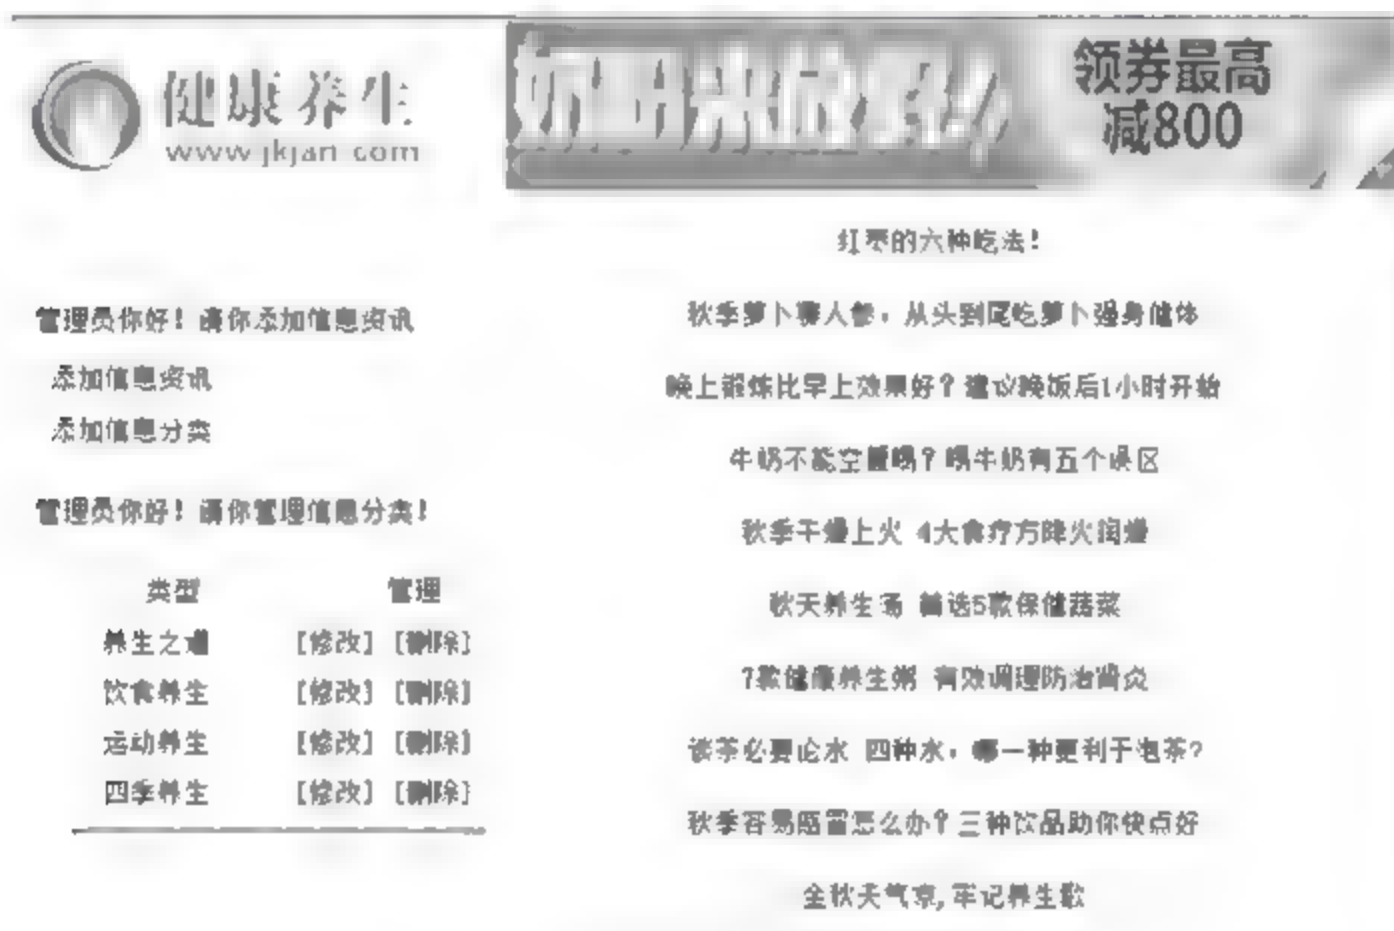 健康养生
www jkjan com
领券最高
减800
管理员你好！请你添加信息资讯
添加信息资讯
添加信息分类
管理员你好！请你管理信息分类！
类型 管理
养生之道 [修改] [删除]
饮食养生 [修改] [删除]
运动养生 [修改] [删除]
四季养生 [修改] [删除]
红枣的六种吃法！
秋季萝卜赛人参，从头到尾吃萝卜强身健体
晚上锻炼比早上效果好？建议晚饭后1小时开始
牛奶不能空腹喝？喝牛奶有五个误区
秋季干燥上火 4大食疗方降火润燥
秋天养生汤 首选5款保健蔬菜
7款健康养生粥 有效调理防治肾炎
谈茶必要论水 四种水，哪一种更利于泡茶?
秋季容易感冒怎么办？三种饮品助你快点好
金秋天气凉,牢记养生歌